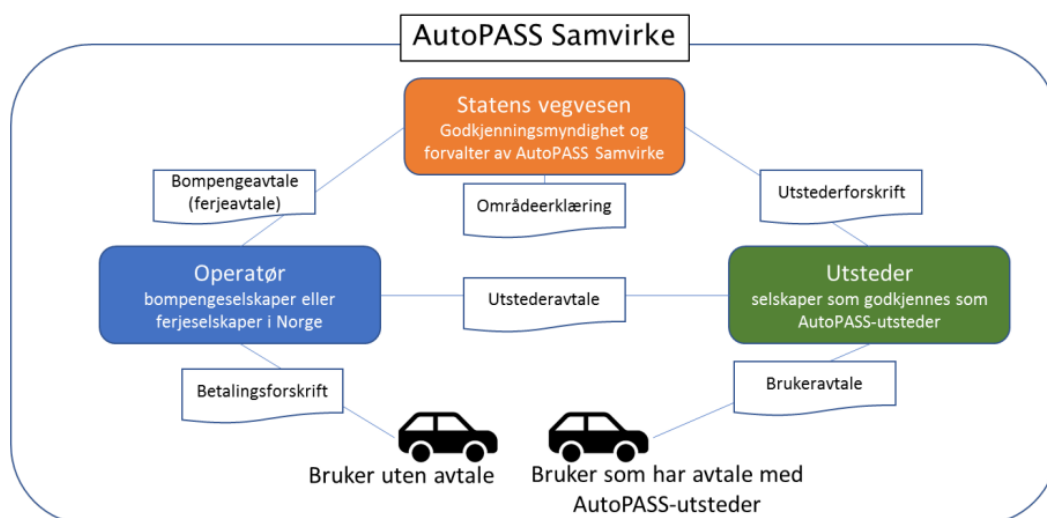 AutoPASS Samvirke
Statens vegvesen
Godkjenningsmyndighet og
forvalter av AutoPASS Samvirke
Bompengeavtale
(ferjeavtale)
Områdeerklæring
Utstederforskrift
Operatør
bompengeselskaper eller
ferjeselskaper i Norge
Utstederavtale
Utsteder
selskaper som godkjennes som
AutoPASS-utsteder
Betalingsforskrift
Brukeravtale
Bruker uten avtale
Bruker som har avtale med
AutoPASS-utsteder